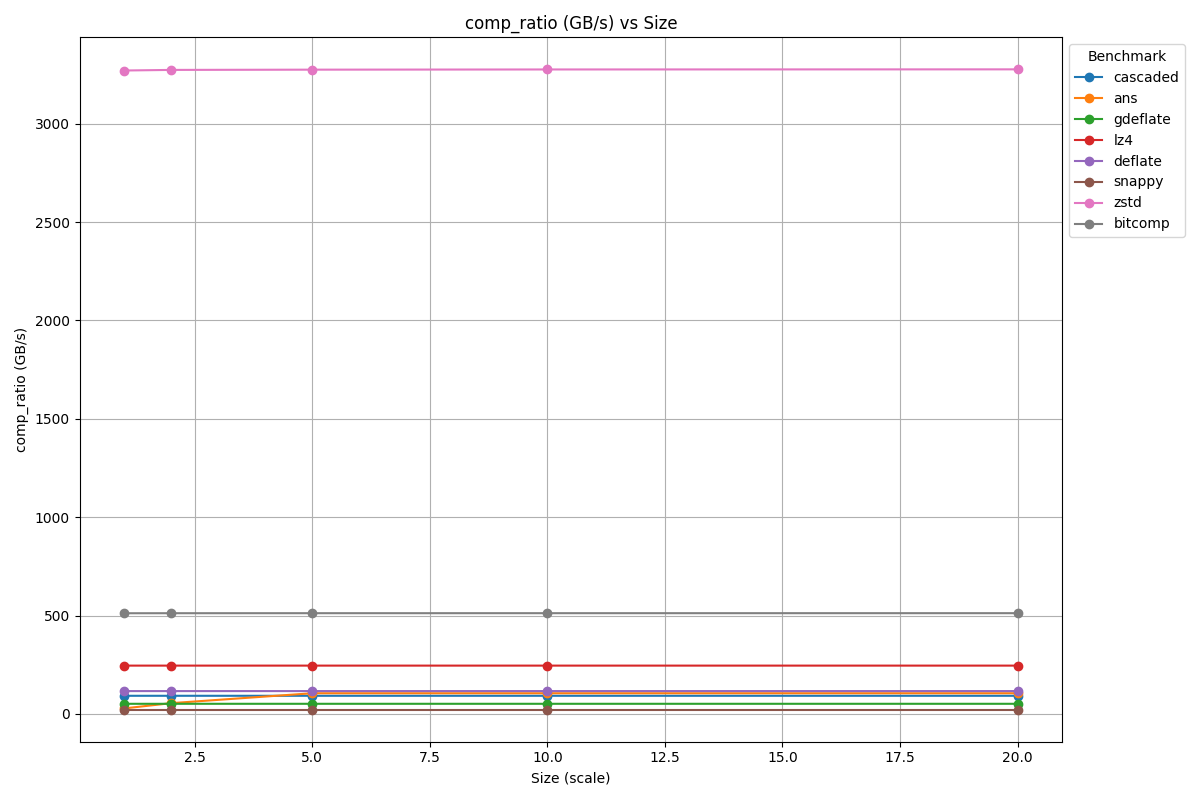 comp_ratio (GB/s) vs Size
comp_ratio (GB/s)
3000
2500
2000
1500
1000
500
0
2.5 5.0 7.5 10.0 12.5 15.0 17.5 20.0
Size (scale)
Benchmark
cascaded
ans
gdeflate
lz4
deflate
snappy
zstd
bitcomp